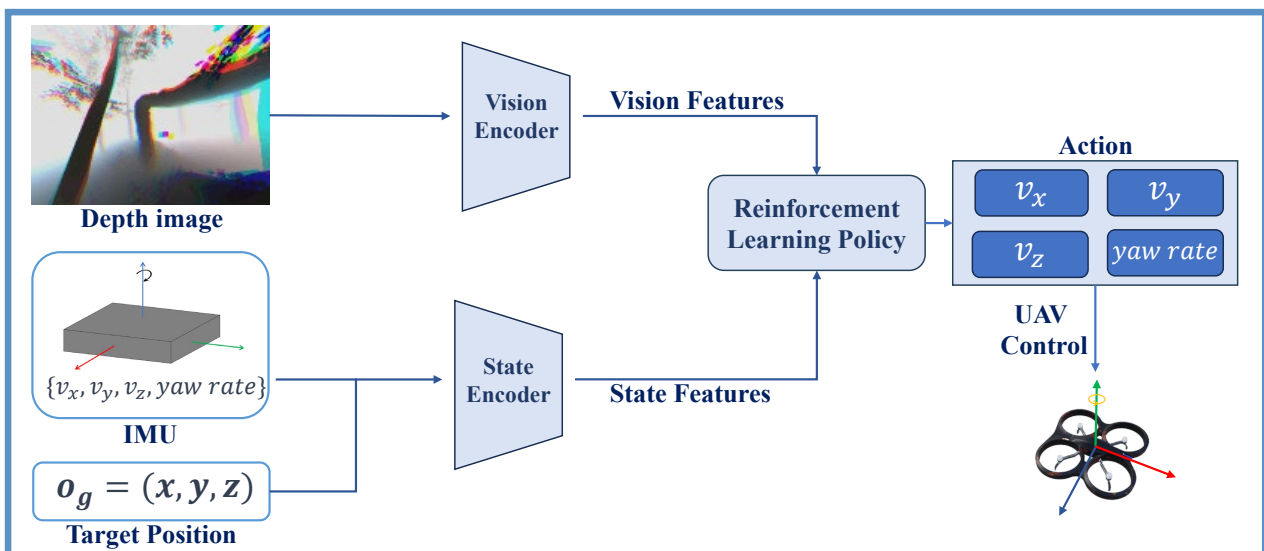 Depth image
Vision
Encoder
Vision Features
{v_x, v_y, v_z, yaw rate}
IMU
o_g = (x, y, z)
Target Position
State
Encoder
State Features
Reinforcement
Learning Policy
Action
v_x
v_y
v_z
yaw rate
UAV
Control